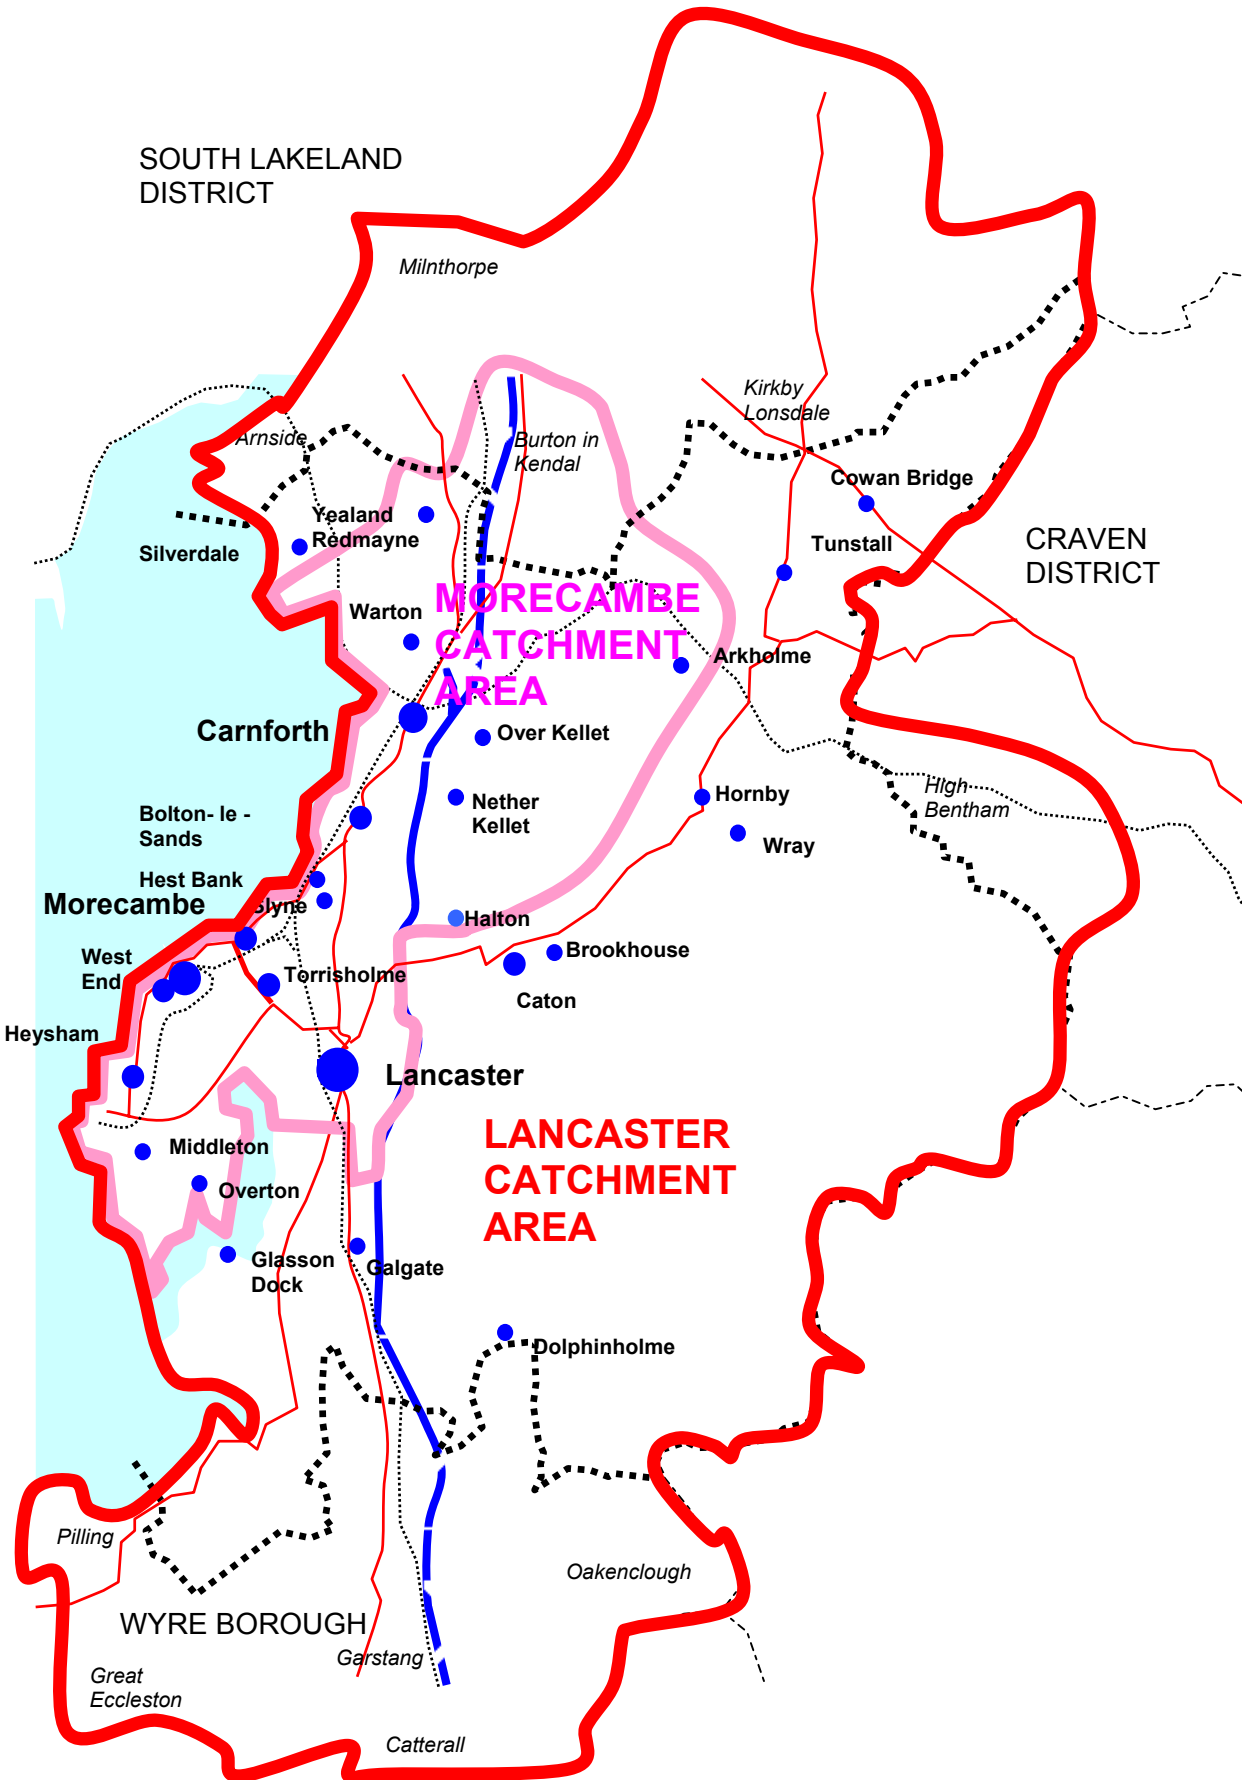 SOUTH LAKELAND
DISTRICT
Milnthorpe
Kirkby
Lonsdale
Arnside
Burton in
Kendal
Cowan Bridge
Yealand
Redmayne
Silverdale
Tunstall
CRAVEN
DISTRICT
Warton
MORECAMBE
CATCHMENT
AREA
Arkholme
Carnforth
Over Kellet
High
Bentham
Hornby
Nether
Kellet
Bolton- le -
Sands
Wray
Hest Bank
Morecambe
Slyne
Halton
West
End
Torrisholme
Brookhouse
Caton
Heysham
Lancaster
LANCASTER
CATCHMENT
AREA
Middleton
Overton
Glasson
Dock
Galgate
Dolphinholme
Pilling
Oakenclough
WYRE BOROUGH
Garstang
Great
Eccleston
Catterall